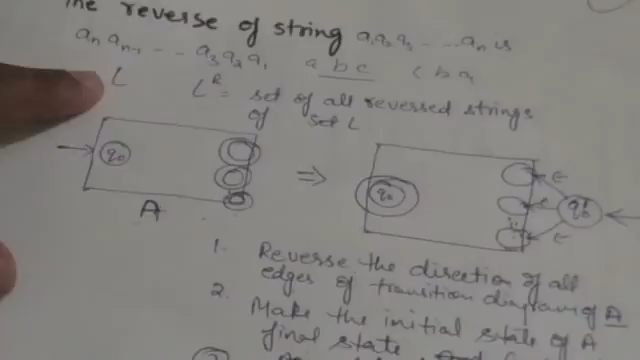 The reverse of string a₁a₂a₃ - - - ..aₙ is
aₙ aₙ₋₁ - - - a₃a₂a₁ a b c c b a
L Lᴿ = set of all reversed strings
of set L
q₀ ⇒ q₀ ε ε q₀'
A
1. Reverse the direction of all
edges of transition diagram of A
2. Make the initial state of A
final state